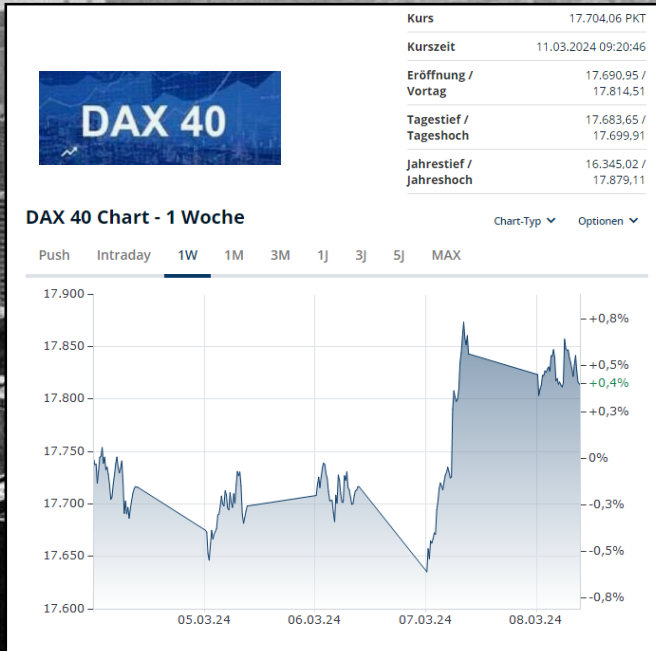 Kurs 17.704,06 PKT
Kurszeit 11.03.2024 09:20:46
Eröffnung / 17.690,95 /
Vortag 17.814,51
Tagestief / 17.683,65 /
Tageshoch 17.699,91
Jahrestief / 16.345,02 /
Jahreshoch 17.879,11
DAX 40
DAX 40 Chart - 1 Woche
Chart-Typ Optionen
Push Intraday 1W 1M 3M 1J 3J 5J MAX
17.900
+0,8%
17.850
+0,5%
+0,4%
17.800
+0,3%
17.750
0%
17.700
-0,3%
17.650
-0,5%
-0,8%
17.600
05.03.24 06.03.24 07.03.24 08.03.24